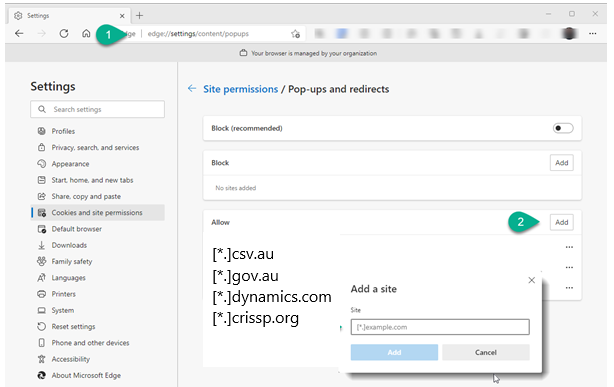 Settings
1
edge://settings/content/popups
Your browser is managed by your organization
Settings
Search settings
Profiles
Privacy, search, and services
Appearance
Start, home, and new tabs
Share, copy and paste
Cookies and site permissions
Default browser
Downloads
Family safety
Languages
Printers
System
Reset settings
Phone and other devices
Accessibility
About Microsoft Edge
Site permissions / Pop-ups and redirects
Block (recommended)
Block
Add
No sites added
Allow
2
Add
[*.]csv.au
[*.]gov.au
[*.]dynamics.com
[*.]crissp.org
Add a site
Site
[*.]example.com
Add
Cancel